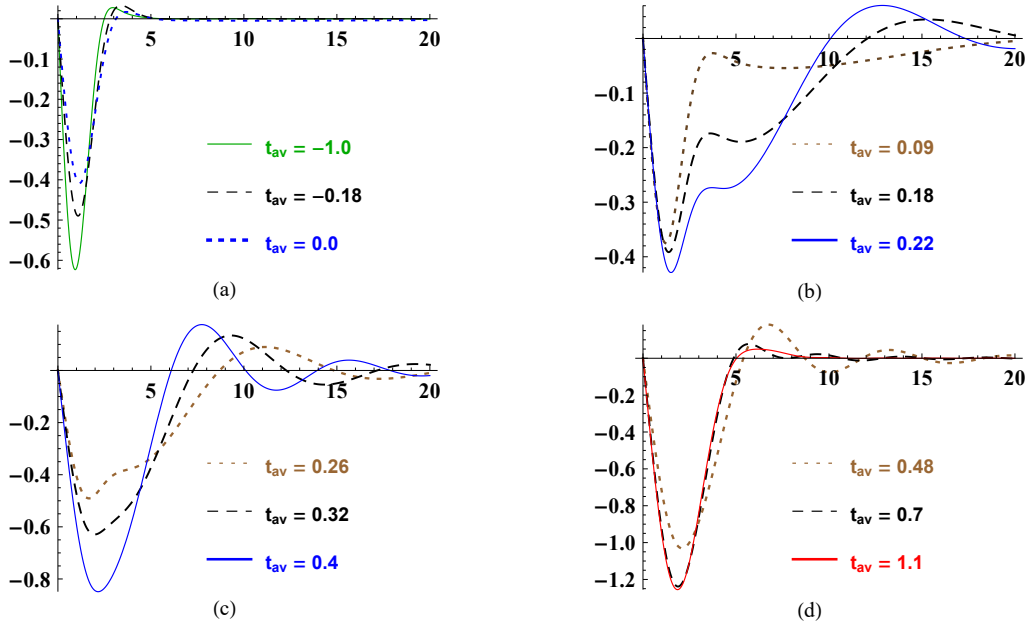 5 10 15 20
−0.1
−0.2
−0.3
−0.4
−0.5
−0.6
t_av = −1.0
t_av = −0.18
t_av = 0.0
(a)
5 10 15 20
−0.1
−0.2
−0.3
−0.4
t_av = 0.09
t_av = 0.18
t_av = 0.22
(b)
5 10 15 20
−0.2
−0.4
−0.6
−0.8
t_av = 0.26
t_av = 0.32
t_av = 0.4
(c)
5 10 15 20
−0.2
−0.4
−0.6
−0.8
−1.0
−1.2
t_av = 0.48
t_av = 0.7
t_av = 1.1
(d)